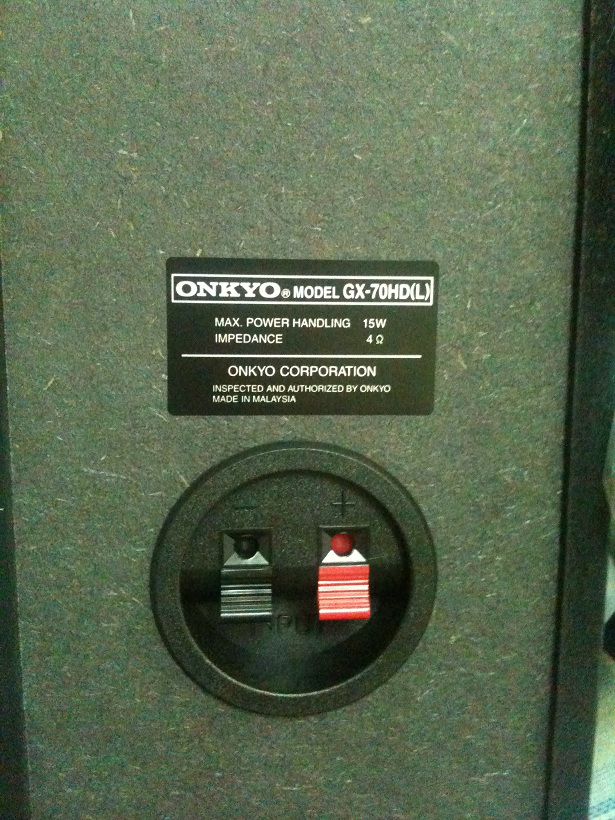 ONKYO® MODEL GX-70HD(L)
MAX. POWER HANDLING 15W
IMPEDANCE 4 Ω
ONKYO CORPORATION
INSPECTED AND AUTHORIZED BY ONKYO
MADE IN MALAYSIA
− +
INPUT